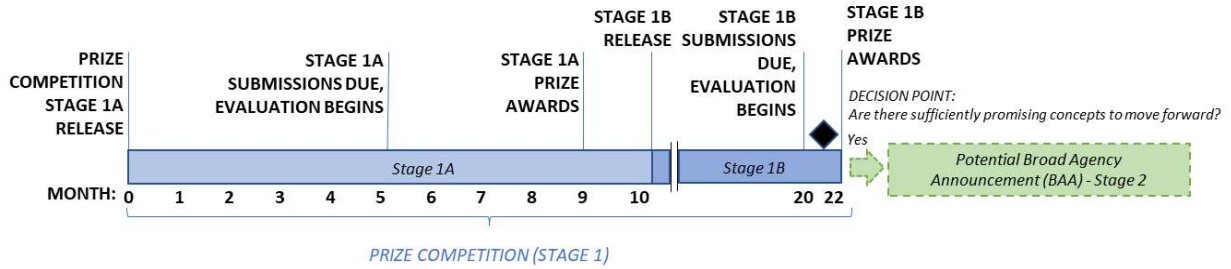 PRIZE
COMPETITION
STAGE 1A
RELEASE
STAGE 1A
SUBMISSIONS DUE,
EVALUATION BEGINS
STAGE 1A
PRIZE
AWARDS
STAGE 1B
RELEASE
STAGE 1B
SUBMISSIONS
DUE,
EVALUATION
BEGINS
STAGE 1B
PRIZE
AWARDS
DECISION POINT:
Are there sufficiently promising concepts to move forward?
Yes
Stage 1A
Stage 1B
Potential Broad Agency
Announcement (BAA) - Stage 2
MONTH: 0 1 2 3 4 5 6 7 8 9 10 20 22
PRIZE COMPETITION (STAGE 1)